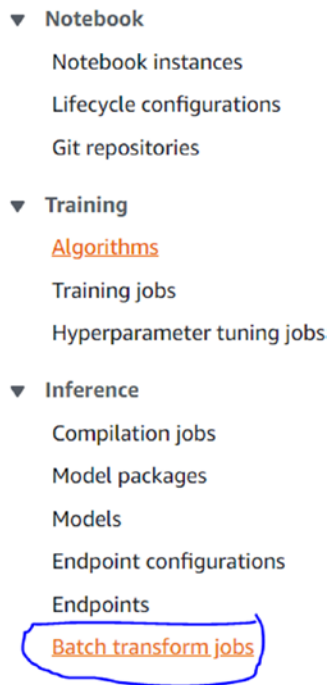 Notebook
Notebook instances
Lifecycle configurations
Git repositories
Training
Algorithms
Training jobs
Hyperparameter tuning jobs
Inference
Compilation jobs
Model packages
Models
Endpoint configurations
Endpoints
Batch transform jobs